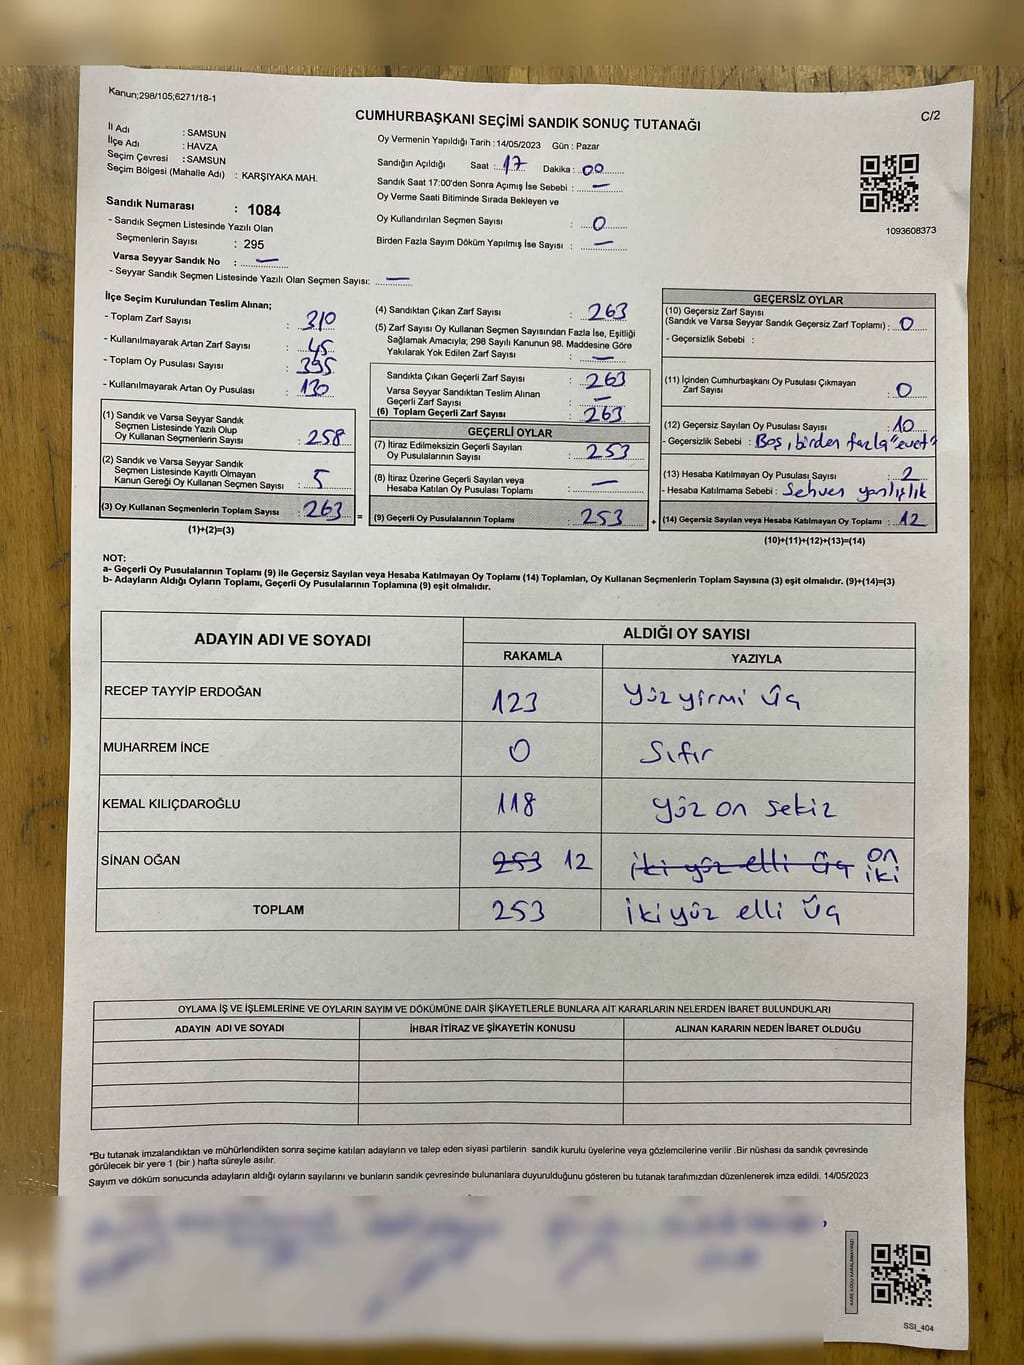 Kanun;298/105;6271/18-1
C/2
CUMHURBAŞKANI SEÇİMİ SANDIK SONUÇ TUTANAĞI
İl Adı : SAMSUN
İlçe Adı : HAVZA
Seçim Çevresi : SAMSUN
Seçim Bölgesi (Mahalle Adı) : KARŞIYAKA MAH.
Sandık Numarası : 1084
- Sandık Seçmen Listesinde Yazılı Olan
Seçmenlerin Sayısı : 295
Varsa Seyyar Sandık No : —
- Seyyar Sandık Seçmen Listesinde Yazılı Olan Seçmen Sayısı: —
Oy Vermenin Yapıldığı Tarih :14/05/2023 Gün : Pazar
Sandığın Açıldığı Saat : 17 Dakika : 00
Sandık Saat 17:00'den Sonra Açımış İse Sebebi : —
Oy Verme Saati Bitiminde Sırada Bekleyen ve
Oy Kullandırılan Seçmen Sayısı : 0
Birden Fazla Sayım Döküm Yapılmış İse Sayısı : —
1093608373
İlçe Seçim Kurulundan Teslim Alınan;
- Toplam Zarf Sayısı : 310
- Kullanılmayarak Artan Zarf Sayısı : 45
- Toplam Oy Pusulası Sayısı : 395
- Kullanılmayarak Artan Oy Pusulası : 130
(1) Sandık ve Varsa Seyyar Sandık
Seçmen Listesinde Yazılı Olup
Oy Kullanan Seçmenlerin Sayısı : 258
(2) Sandık ve Varsa Seyyar Sandık
Seçmen Listesinde Kayıtlı Olmayan
Kanun Gereği Oy Kullanan Seçmen Sayısı : 5
(3) Oy Kullanan Seçmenlerin Toplam Sayısı : 263 =
(1)+(2)=(3)
(4) Sandıktan Çıkan Zarf Sayısı : 263
(5) Zarf Sayısı Oy Kullanan Seçmen Sayısından Fazla İse, Eşitliği
Sağlamak Amacıyla; 298 Sayılı Kanunun 98. Maddesine Göre
Yakılarak Yok Edilen Zarf Sayısı : —
Sandıkta Çıkan Geçerli Zarf Sayısı : 263
Varsa Seyyar Sandıktan Teslim Alınan
Geçerli Zarf Sayısı : —
(6) Toplam Geçerli Zarf Sayısı : 263
GEÇERLİ OYLAR
(7) İtiraz Edilmeksizin Geçerli Sayılan
Oy Pusulalarının Sayısı : 253
(8) İtiraz Üzerine Geçerli Sayılan veya
Hesaba Katılan Oy Pusulası Toplamı : —
(9) Geçerli Oy Pusulalarının Toplamı : 253 +
GEÇERSİZ OYLAR
(10) Geçersiz Zarf Sayısı
(Sandık ve Varsa Seyyar Sandık Geçersiz Zarf Toplamı) : 0
- Geçersizlik Sebebi :
(11) İçinden Cumhurbaşkanı Oy Pusulası Çıkmayan
Zarf Sayısı : 0
(12) Geçersiz Sayılan Oy Pusulası Sayısı : 10
- Geçersizlik Sebebi : Boş, birden fazla "evet"
(13) Hesaba Katılmayan Oy Pusulası Sayısı : 2
- Hesaba Katılmama Sebebi : Sehven yanlışlık
(14) Geçersiz Sayılan veya Hesaba Katılmayan Oy Toplamı : 12
(10)+(11)+(12)+(13)=(14)
NOT:
a- Geçerli Oy Pusulalarının Toplamı (9) ile Geçersiz Sayılan veya Hesaba Katılmayan Oy Toplamı (14) Toplamları, Oy Kullanan Seçmenlerin Toplam Sayısına (3) eşit olmalıdır. (9)+(14)=(3)
b- Adayların Aldığı Oyların Toplamı, Geçerli Oy Pusulalarının Toplamına (9) eşit olmalıdır.
ADAYIN ADI VE SOYADI ALDIĞI OY SAYISI
RAKAMLA YAZIYLA
RECEP TAYYİP ERDOĞAN 123 Yüz yirmi üç
MUHARREM İNCE 0 Sıfır
KEMAL KILIÇDAROĞLU 118 Yüz on sekiz
SİNAN OĞAN 253 12 iki yüz elli üç on iki
TOPLAM 253 iki yüz elli üç
OYLAMA İŞ VE İŞLEMLERİNE VE OYLARIN SAYIM VE DÖKÜMÜNE DAİR ŞİKAYETLERLE BUNLARA AİT KARARLARIN NELERDEN İBARET BULUNDUKLARI
ADAYIN ADI VE SOYADI İHBAR İTİRAZ VE ŞİKAYETİN KONUSU ALINAN KARARIN NEDEN İBARET OLDUĞU
*Bu tutanak imzalandıktan ve mühürlendikten sonra seçime katılan adayların ve talep eden siyasi partilerin sandık kurulu üyelerine veya gözlemcilerine verilir .Bir nüshası da sandık çevresinde
görülecek bir yere 1 (bir ) hafta süreyle asılır.
Sayım ve döküm sonucunda adayların aldığı oyların sayılarını ve bunların sandık çevresinde bulunanlara duyurulduğunu gösteren bu tutanak tarafımızdan düzenlenerek imza edildi. 14/05/2023
SSI_404